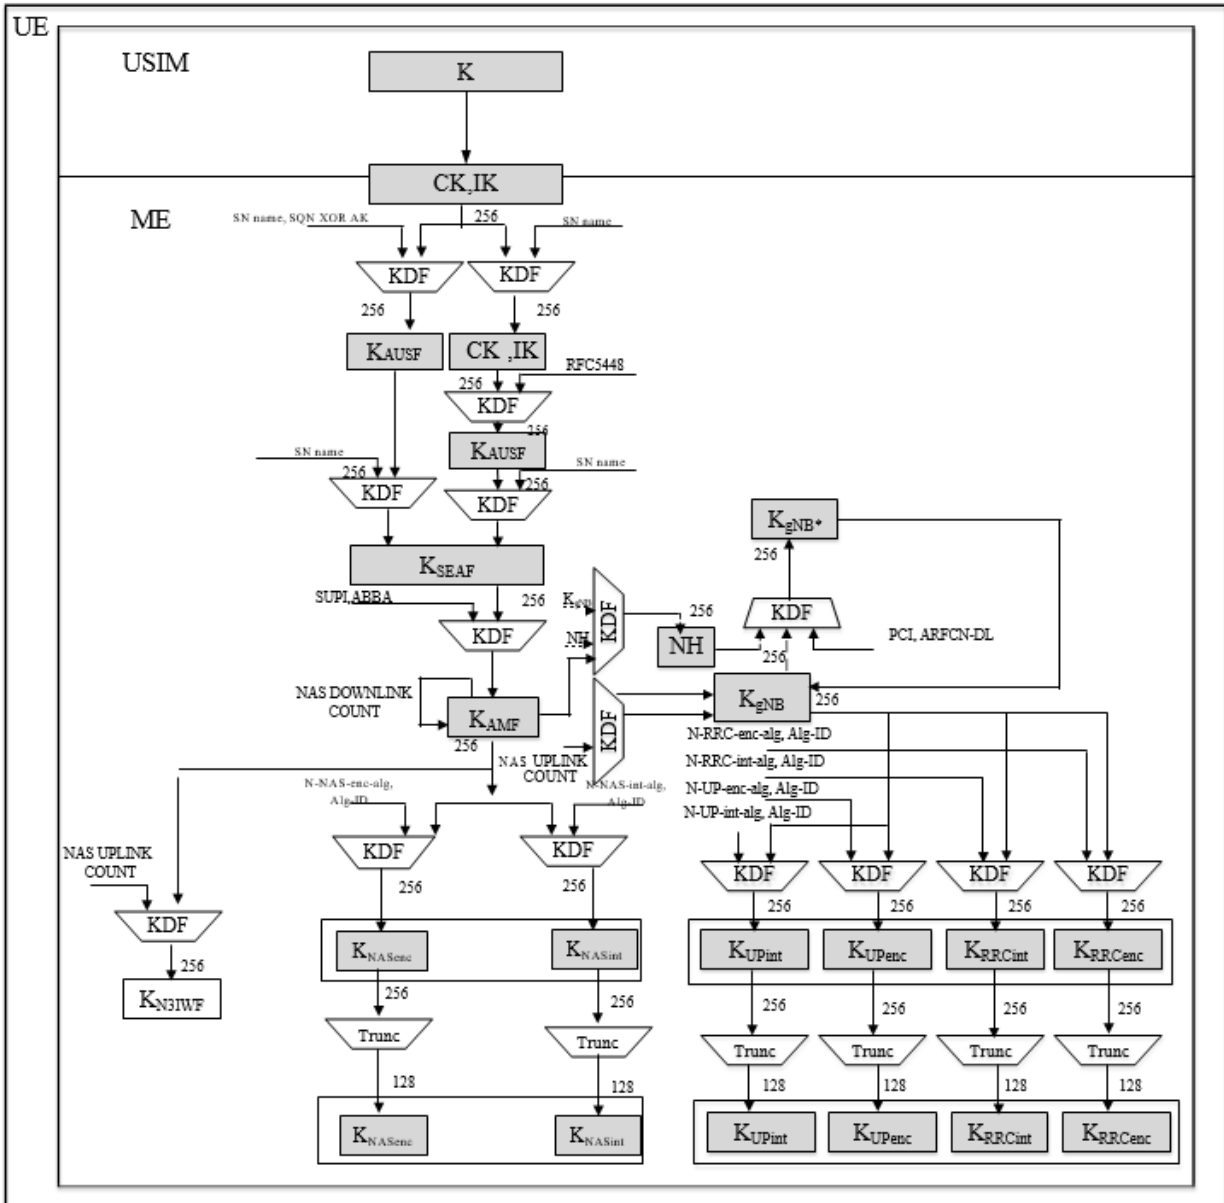 UE
USIM
K
CK,IK
ME
SN name, SQN XOR AK
256
SN name
KDF
KDF
256
256
KAUSF
CK ,IK
RFC5448
256
KDF
256
KAUSF
SN name
SN name
256
256
KDF
KDF
KgNB*
256
KSEAF
SUPI,ABBA
256
KgNB
256
KDF
KDF
KDF
NH
NH
PCI, ARFCN-DL
256
NAS DOWNLINK
COUNT
KAMF
KgNB
256
256
KDF
NAS UPLINK
COUNT
N-RRC-enc-alg, Alg-ID
N-RRC-int-alg, Alg-ID
N-UP-enc-alg, Alg-ID
N-UP-int-alg, Alg-ID
N-NAS-enc-alg,
Alg-ID
N-NAS-int-alg,
Alg-ID
NAS UPLINK
COUNT
KDF
KDF
KDF
KDF
KDF
KDF
256
256
256
256
256
256
KDF
256
KN3IWF
KNASenc
KNASint
KUPint
KUPenc
KRRCint
KRRCenc
256
256
256
256
256
256
Trunc
Trunc
Trunc
Trunc
Trunc
Trunc
128
128
128
128
128
128
KNASenc
KNASint
KUPint
KUPenc
KRRCint
KRRCenc